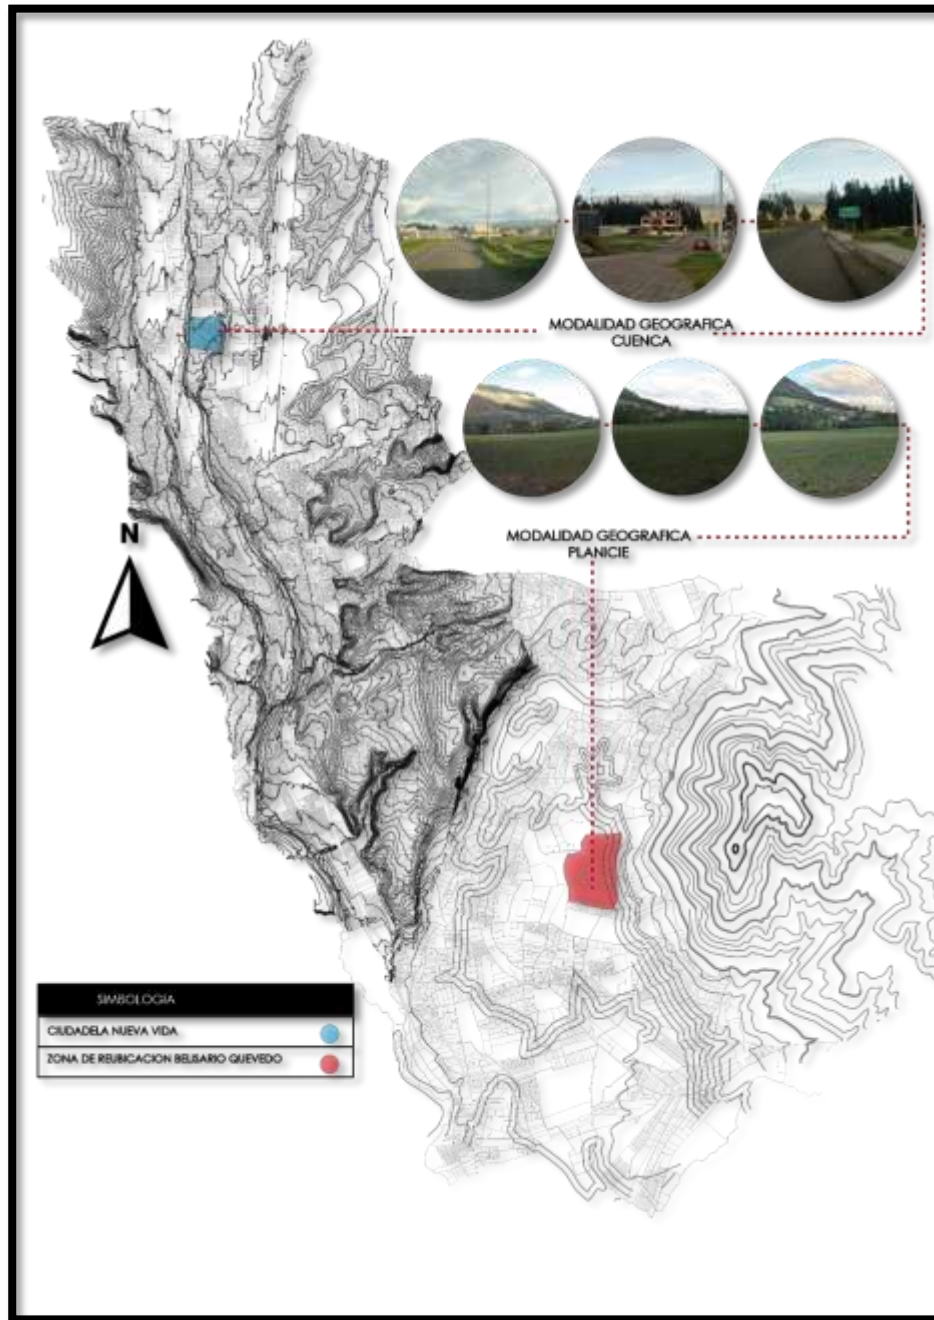 MODALIDAD GEOGRAFICA
CUENCA
MODALIDAD GEOGRAFICA
PLANICIE
N
SIMBOLOGIA
CIUDADELA NUEVA VIDA
ZONA DE REUBICACION BELISARIO QUEVEDO